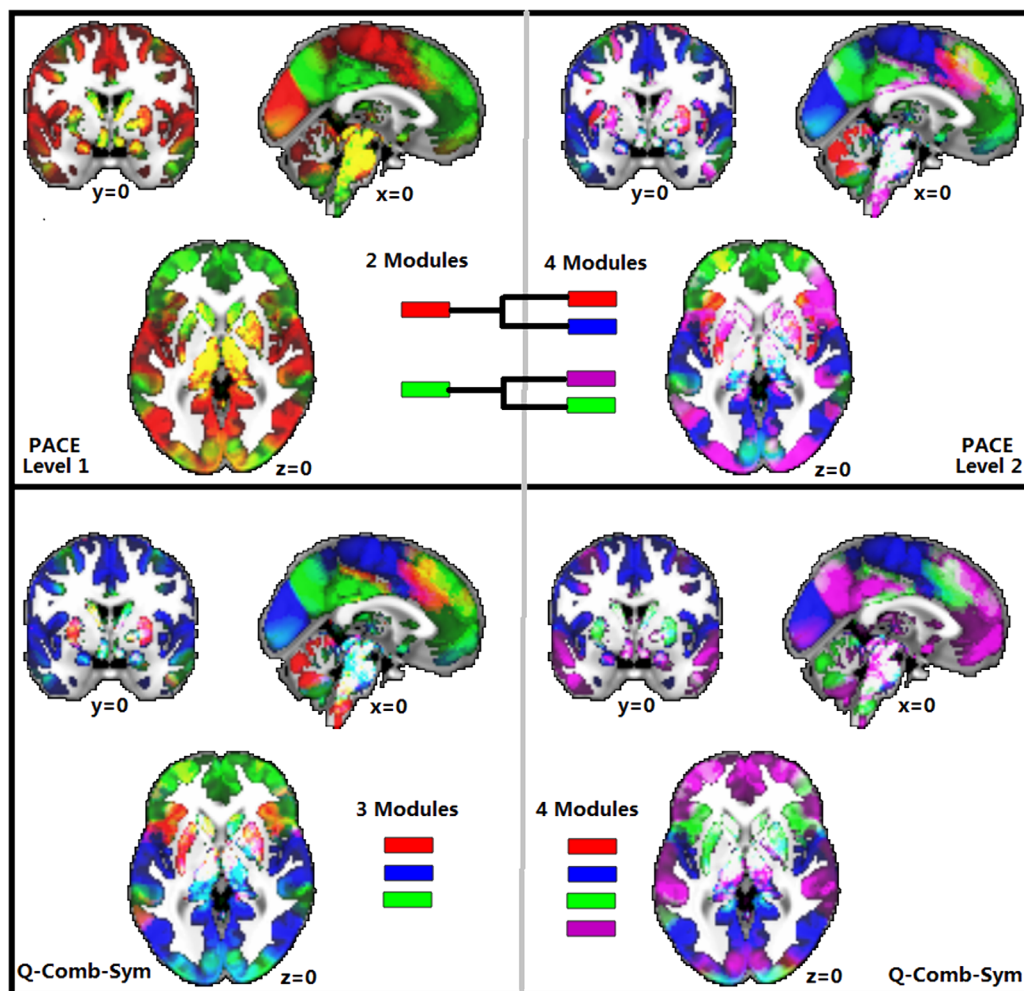 y=0
x=0
2 Modules
PACE
Level 1
z=0
y=0
x=0
4 Modules
PACE
Level 2
z=0
y=0
x=0
3 Modules
Q-Comb-Sym
z=0
y=0
x=0
4 Modules
z=0
Q-Comb-Sym